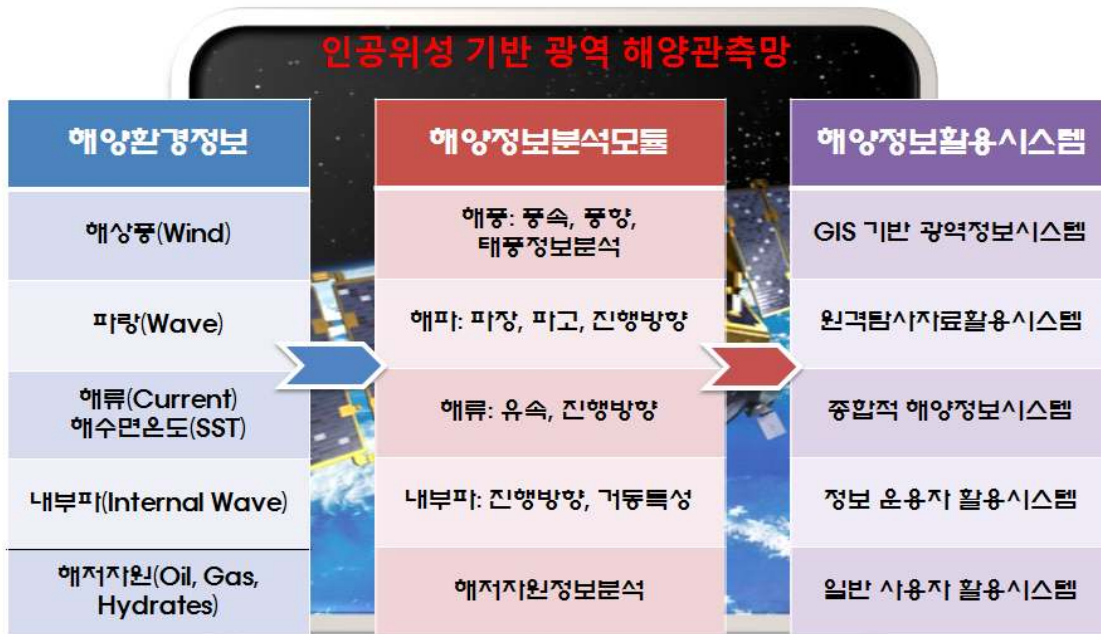 인공위성 기반 광역 해양관측망
해양환경정보
해상풍(Wind)
파랑(Wave)
해류(Current)
해수면온도(SST)
내부파(Internal Wave)
해저자원(Oil, Gas,
Hydrates)
해양정보분석모듈
해풍: 풍속, 풍향,
태풍정보분석
해파: 파장, 파고, 진행방향
해류: 유속, 진행방향
내부파: 진행방향, 거동특성
해저자원정보분석
해양정보활용시스템
GIS 기반 광역정보시스템
원격탐사자료활용시스템
종합적 해양정보시스템
정보 운용자 활용시스템
일반 사용자 활용시스템